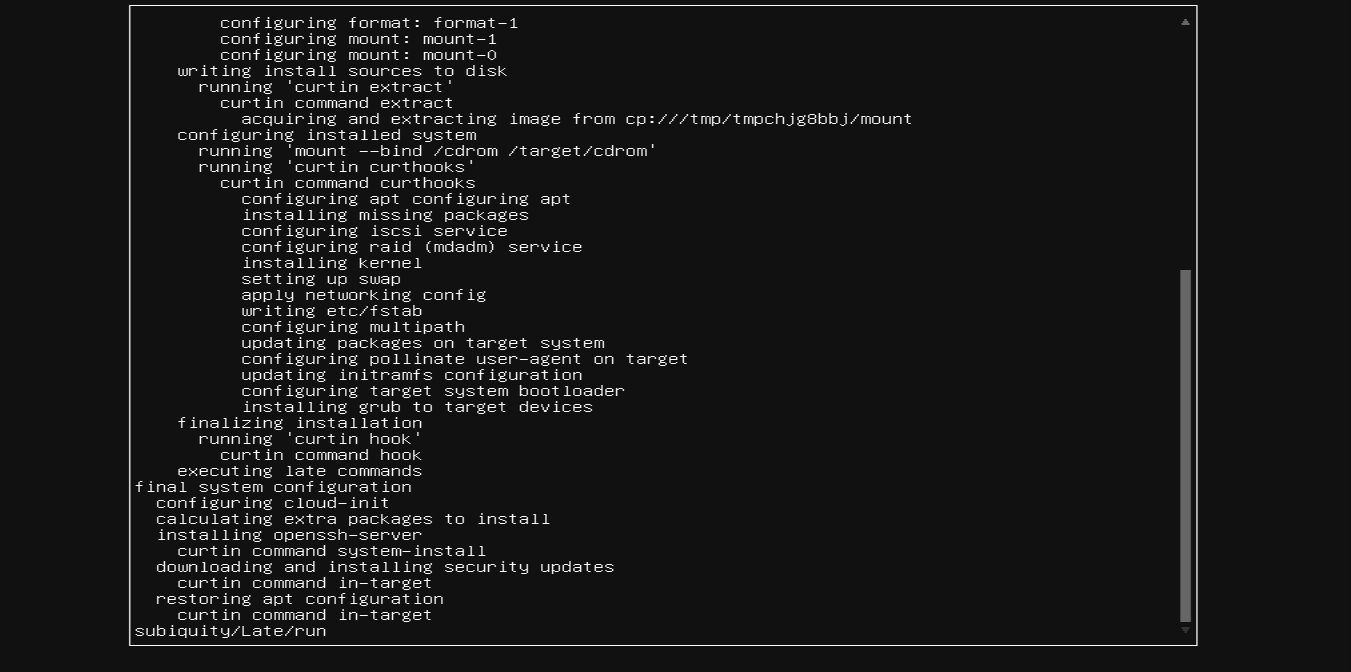 configuring format: format-1
configuring mount: mount-1
configuring mount: mount-0
writing install sources to disk
running 'curtin extract'
curtin command extract
acquiring and extracting image from cp:///tmp/tmpchjg8bbj/mount
configuring installed system
running 'mount --bind /cdrom /target/cdrom'
running 'curtin curthooks'
curtin command curthooks
configuring apt configuring apt
installing missing packages
configuring iscsi service
configuring raid (mdadm) service
installing kernel
setting up swap
apply networking config
writing etc/fstab
configuring multipath
updating packages on target system
configuring pollinate user-agent on target
updating initramfs configuration
configuring target system bootloader
installing grub to target devices
finalizing installation
running 'curtin hook'
curtin command hook
executing late commands
final system configuration
configuring cloud-init
calculating extra packages to install
installing openssh-server
curtin command system-install
downloading and installing security updates
curtin command in-target
restoring apt configuration
curtin command in-target
subiquity/Late/run